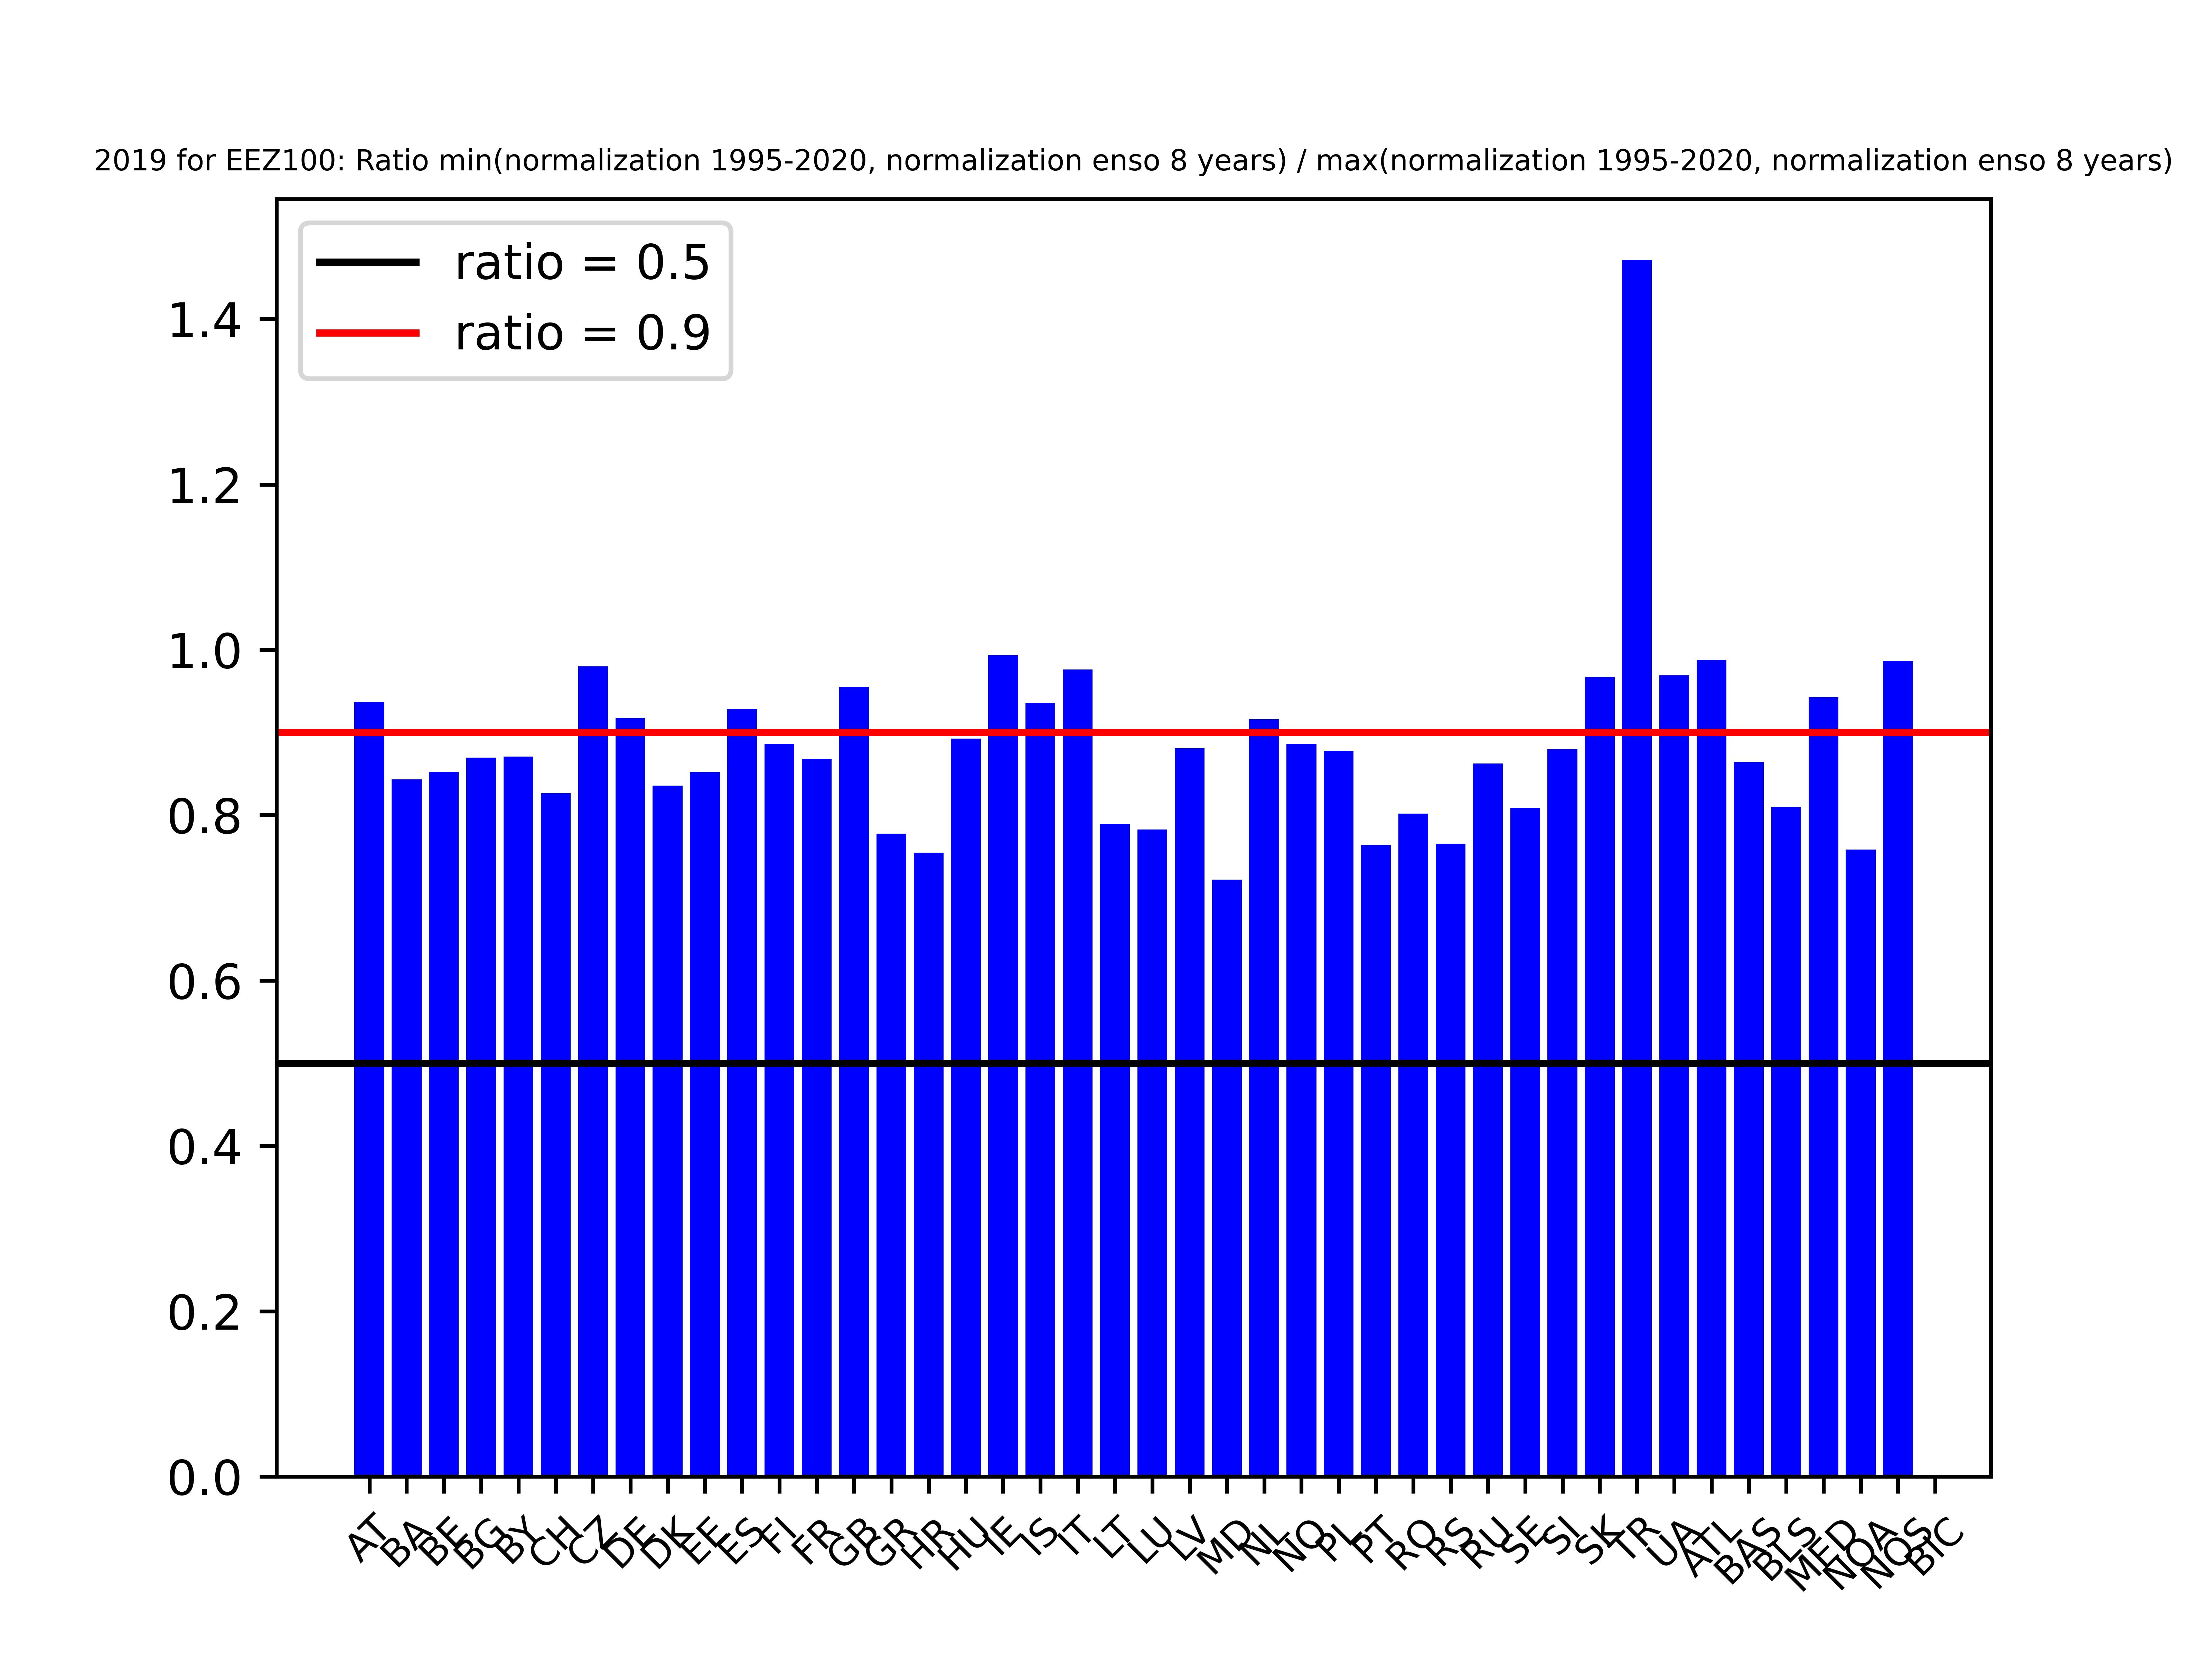 2019 for EEZ100: Ratio min(normalization 1995-2020, normalization enso 8 years) / max(normalization 1995-2020, normalization enso 8 years)
ratio = 0.5
ratio = 0.9
1.4
1.2
1.0
0.8
0.6
0.4
0.2
0.0
AT BA BE BG BY CH CZ DE DK EE ES FI FR GB GR HR HU IE IS IT LT LU LV MD NL NO PL PT RO RS RU SE SI SK TR UA ATL BAS BLS MED NOA NOS BIC